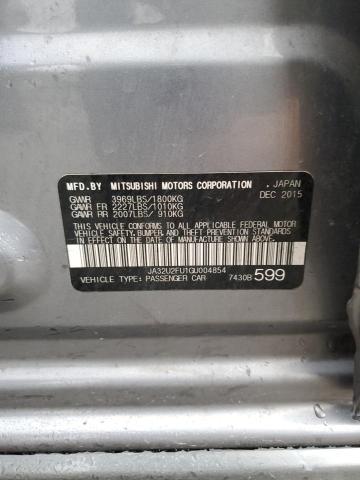 MFD.BY MITSUBISHI MOTORS CORPORATION , JAPAN
GVWR 3969LBS/1800KG DEC 2015
GAWR FR 2227LBS/1010KG
GAWR RR 2007LBS/ 910KG
THIS VEHICLE CONFORMS TO ALL APPLICABLE FEDERAL MOTOR
VEHICLE SAFETY, BUMPER, AND THEFT PREVENTION STANDARDS
IN EFFECT ON THE DATE OF MANUFACTURE SHOWN ABOVE.
JA32U2FU1GU004854
VEHICLE TYPE: PASSENGER CAR 7430B 599